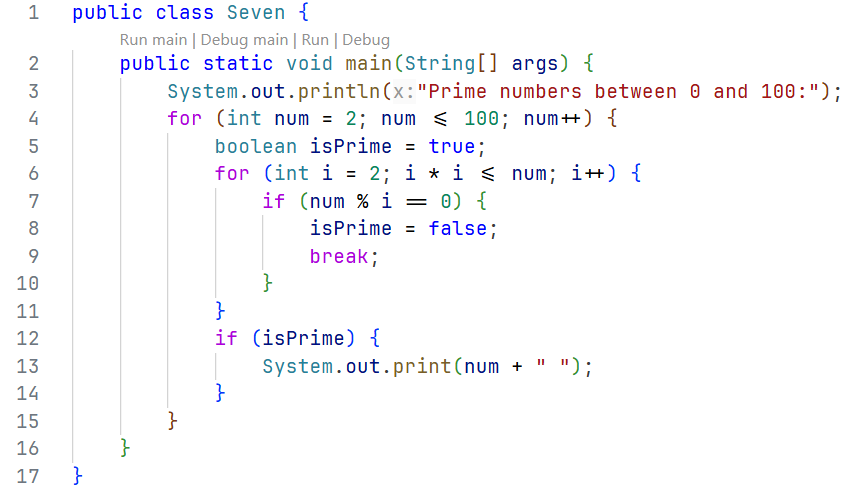 1 public class Seven {
Run main | Debug main | Run | Debug
2 public static void main(String[] args) {
3 System.out.println(x:"Prime numbers between 0 and 100:");
4 for (int num = 2; num <= 100; num++) {
5 boolean isPrime = true;
6 for (int i = 2; i * i <= num; i++) {
7 if (num % i == 0) {
8 isPrime = false;
9 break;
10 }
11 }
12 if (isPrime) {
13 System.out.print(num + " ");
14 }
15 }
16 }
17 }